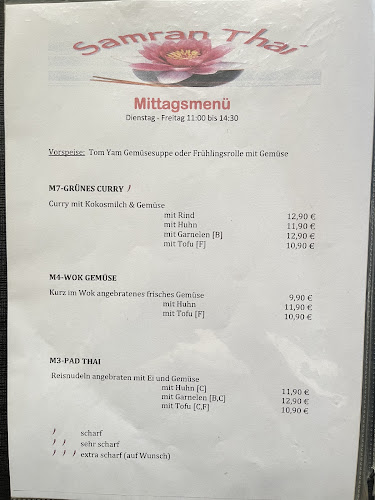 Samran Thai
Mittagsmenü
Dienstag - Freitag 11:00 bis 14:30
Vorspeise: Tom Yam Gemüsesuppe oder Frühlingsrolle mit Gemüse
M7-GRÜNES CURRY
Curry mit Kokosmilch & Gemüse
mit Rind 12,90 €
mit Huhn 11,90 €
mit Garnelen [B] 12,90 €
mit Tofu [F] 10,90 €
M4-WOK GEMÜSE
Kurz im Wok angebratenes frisches Gemüse 9,90 €
mit Huhn 11,90 €
mit Tofu [F] 10,90 €
M3-PAD THAI
Reisnudeln angebraten mit Ei und Gemüse
mit Huhn [C] 11,90 €
mit Garnelen [B,C] 12,90 €
mit Tofu [C,F] 10,90 €
scharf
sehr scharf
extra scharf (auf Wunsch)